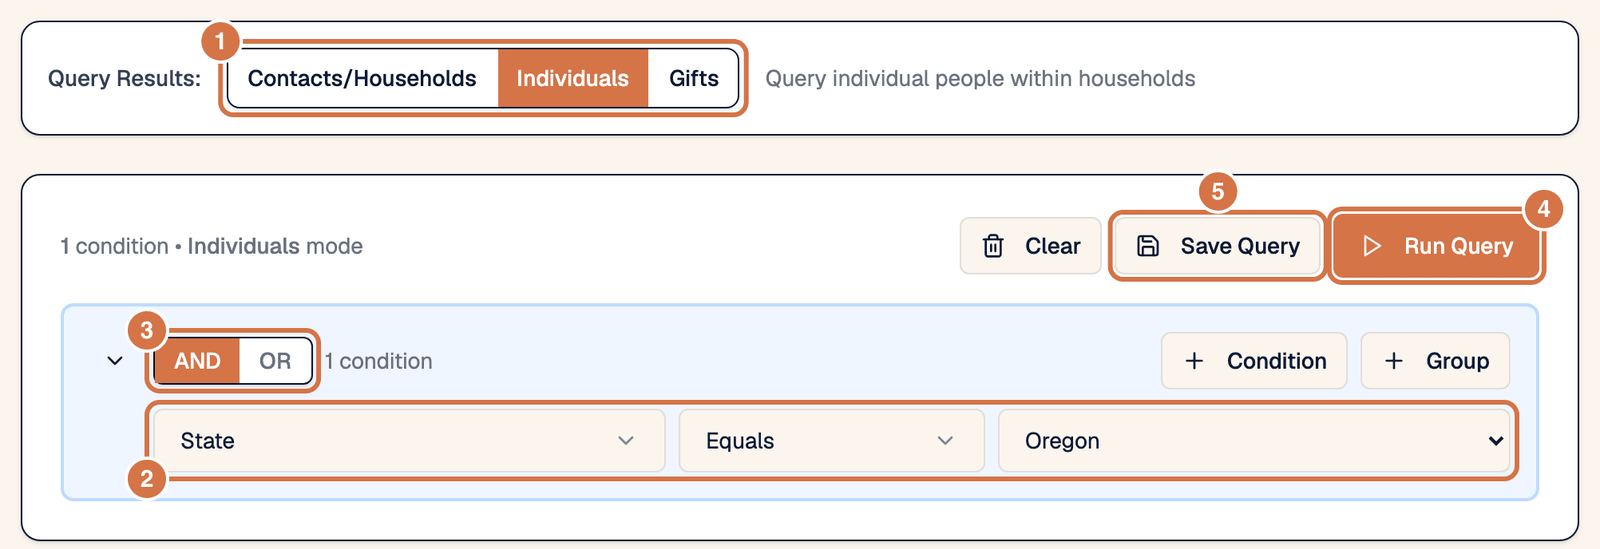 1
Query Results: Contacts/Households Individuals Gifts Query individual people within households
5
4
1 condition • Individuals mode Clear Save Query Run Query
3
AND OR 1 condition + Condition + Group
State Equals Oregon
2